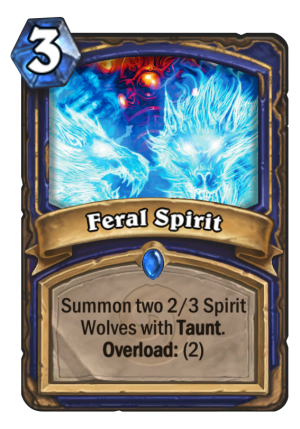 3
Feral Spirit
Summon two 2/3 Spirit
Wolves with Taunt.
Overload: (2)